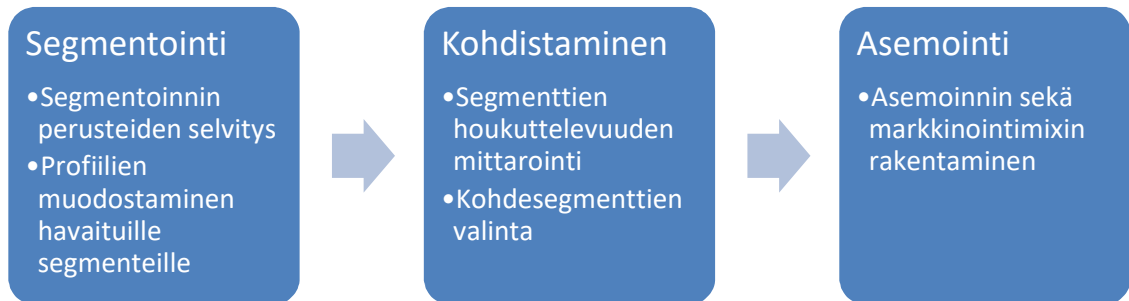 Segmentointi
•Segmentoinnin
perusteiden selvitys
•Profiilien
muodostaminen
havaituille
segmenteille
Kohdistaminen
•Segmenttien
houkuttelevuuden
mittarointi
•Kohdesegmenttien
valinta
Asemointi
•Asemoinnin sekä
markkinointimixin
rakentaminen